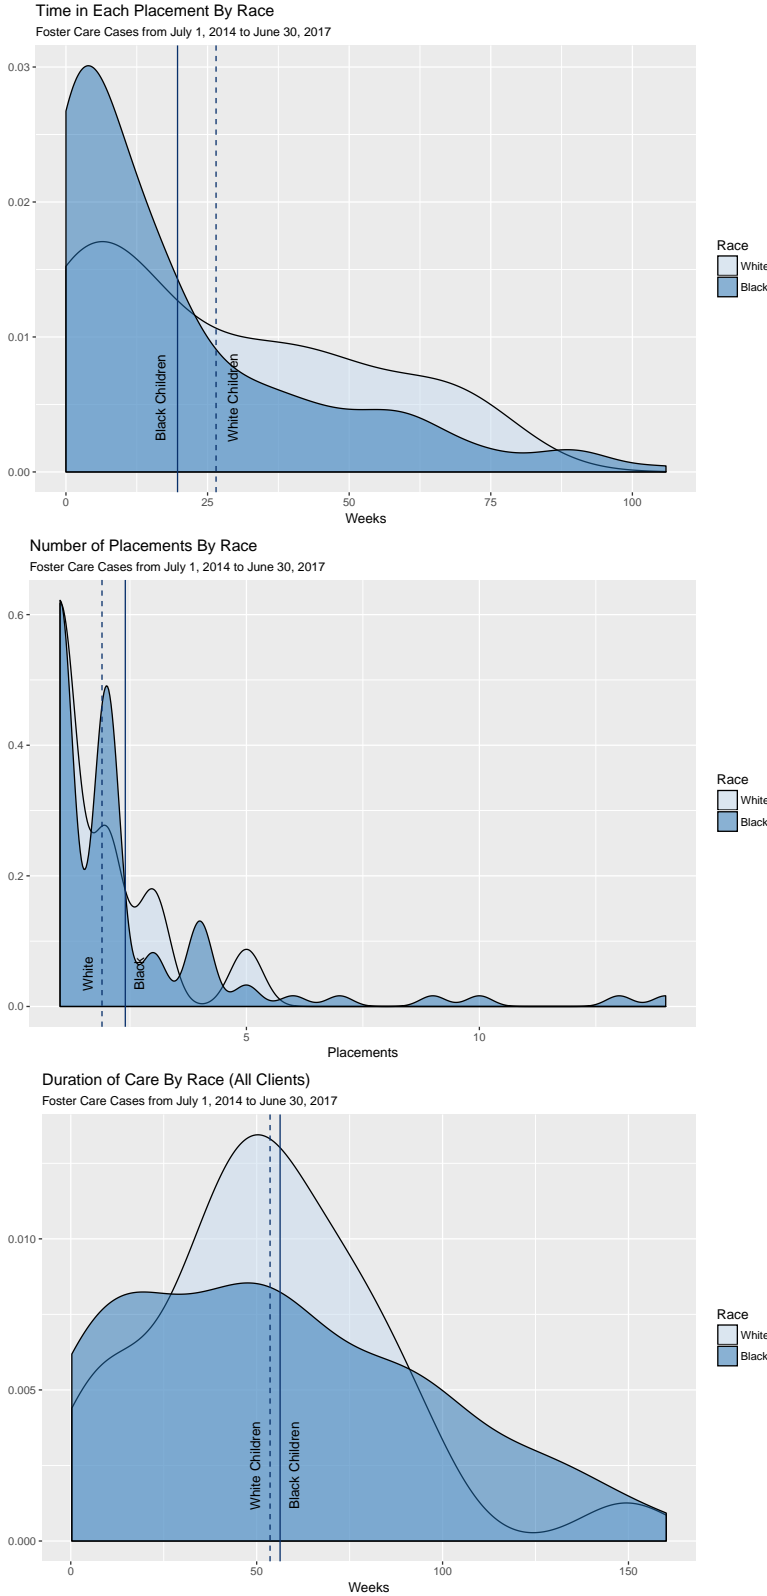 Time in Each Placement By Race
Foster Care Cases from July 1, 2014 to June 30, 2017
0.03
0.02
0.01
0.00
Black Children
White Children
0
25
50
75
100
Weeks
Race
White
Black
Number of Placements By Race
Foster Care Cases from July 1, 2014 to June 30, 2017
0.6
0.4
0.2
0.0
White
Black
5
10
Placements
Race
White
Black
Duration of Care By Race (All Clients)
Foster Care Cases from July 1, 2014 to June 30, 2017
0.010
0.005
0.000
White Children
Black Children
0
50
100
150
Weeks
Race
White
Black